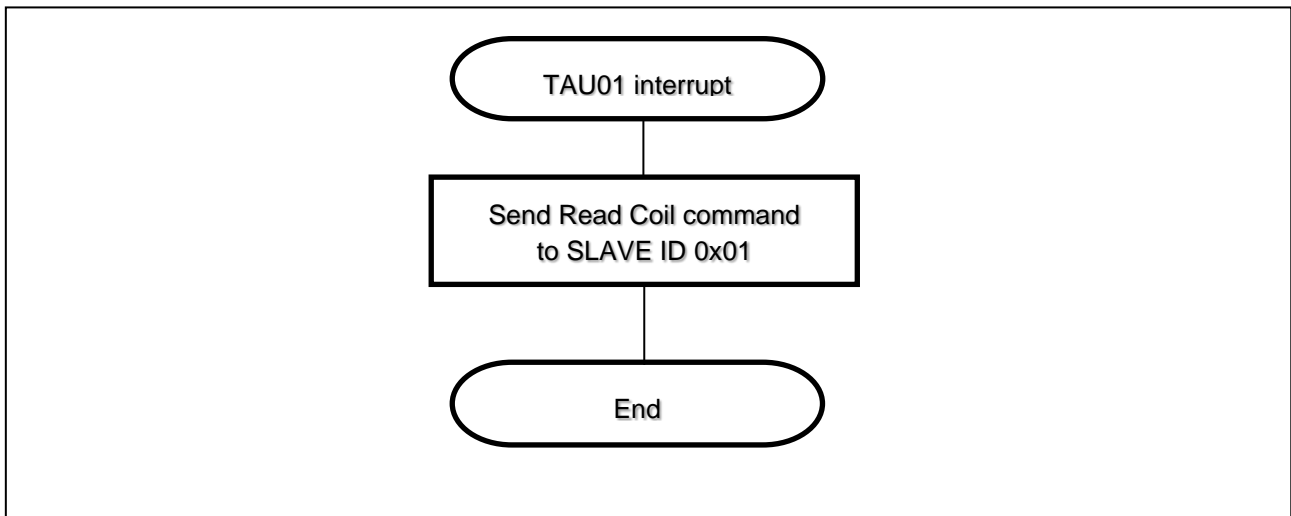 TAU01 interrupt
Send Read Coil command
to SLAVE ID 0x01
End